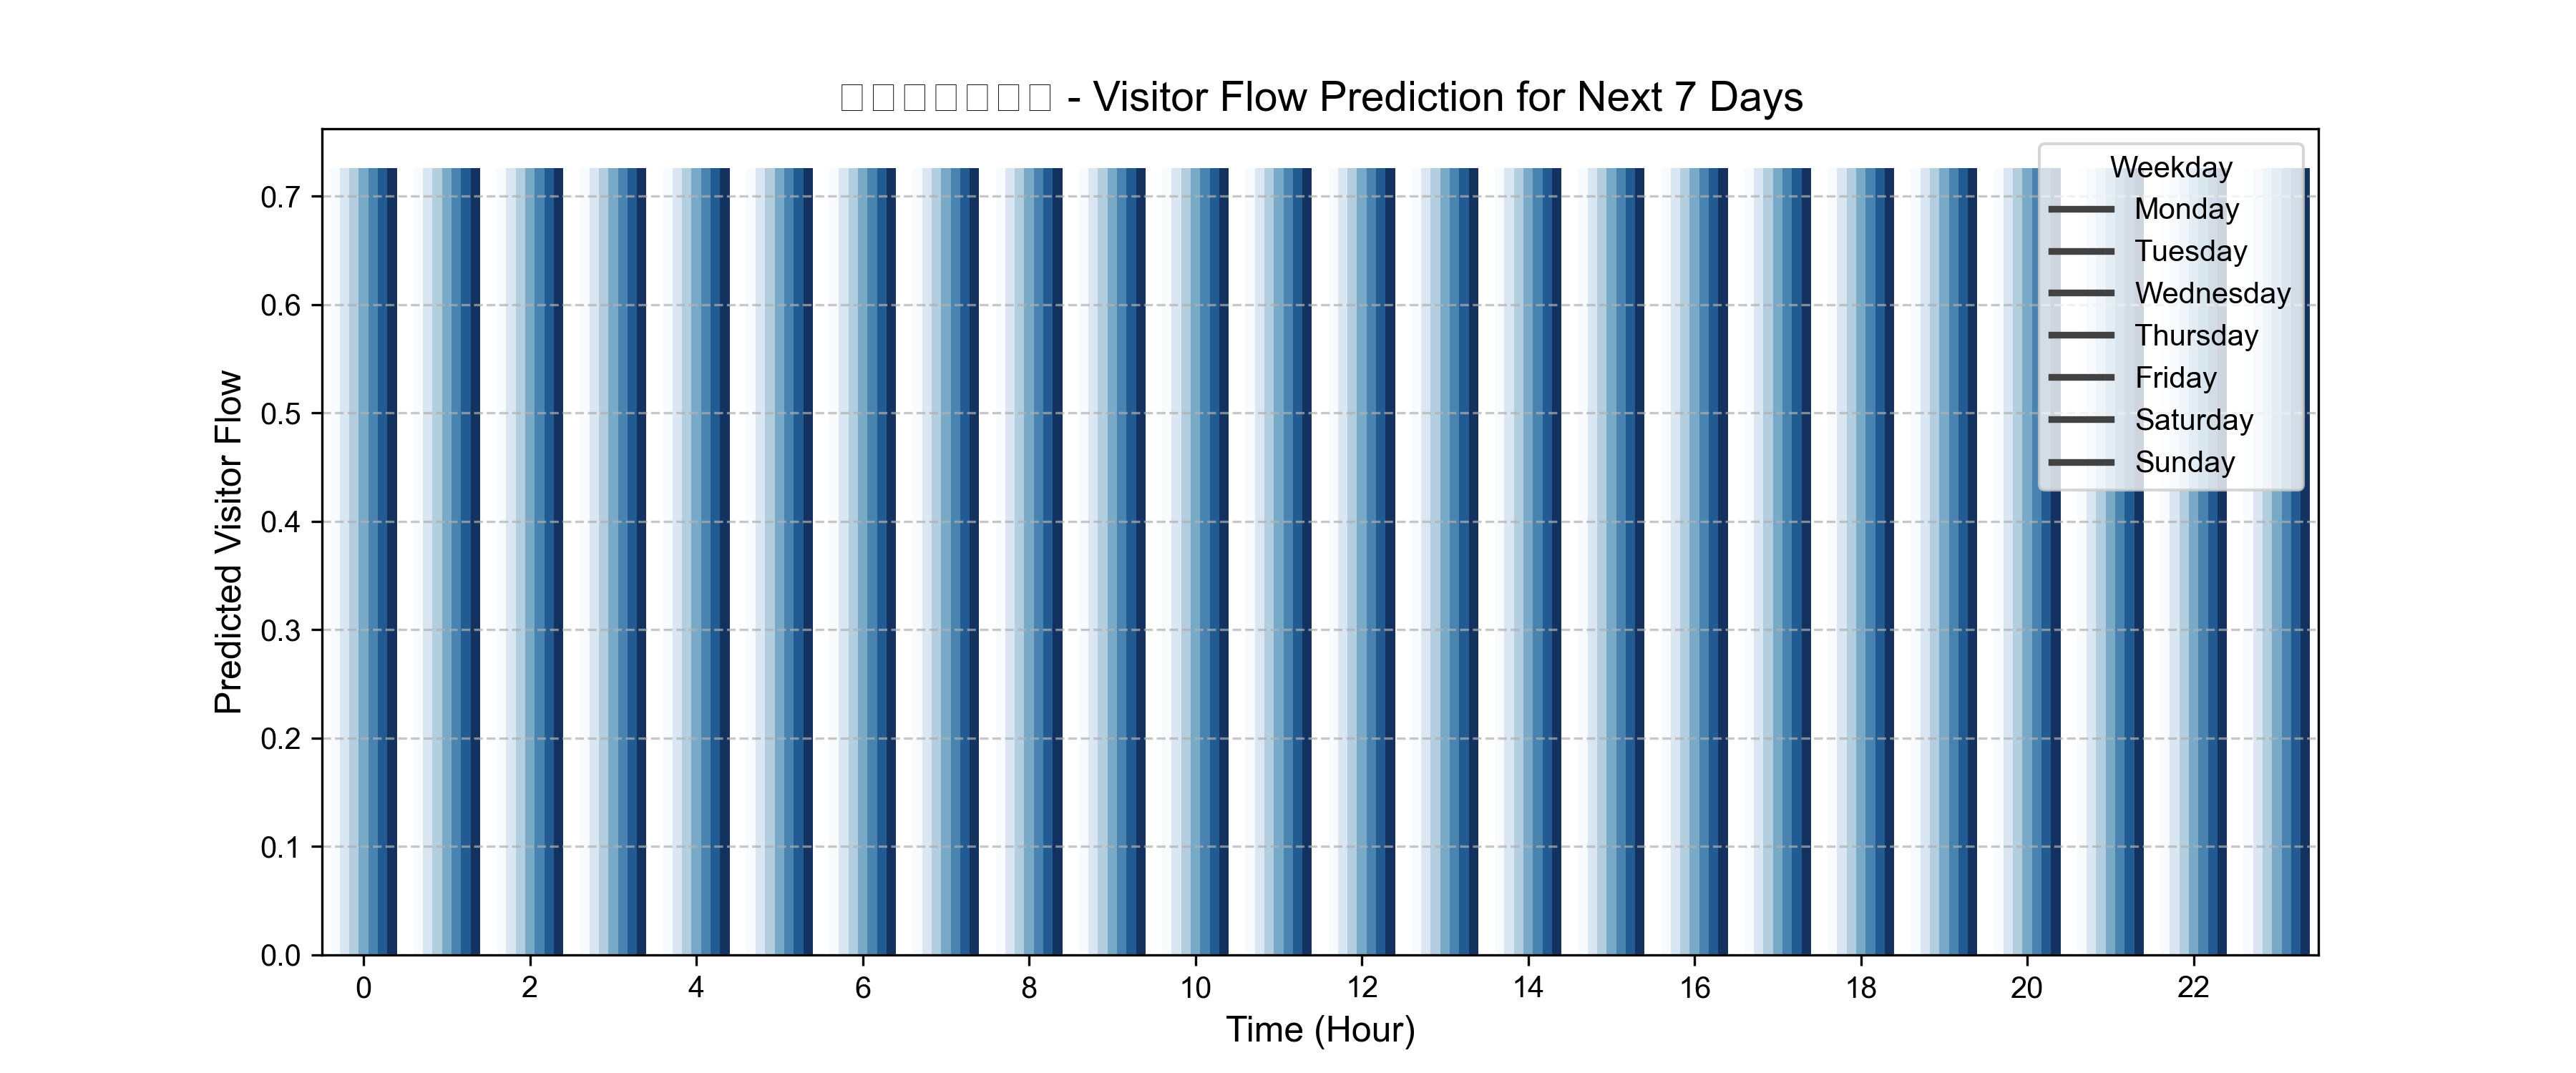 - Visitor Flow Prediction for Next 7 Days
Weekday
Monday
Tuesday
Wednesday
Thursday
Friday
Saturday
Sunday
Predicted Visitor Flow
0.7
0.6
0.5
0.4
0.3
0.2
0.1
0.0
0 2 4 6 8 10 12 14 16 18 20 22
Time (Hour)